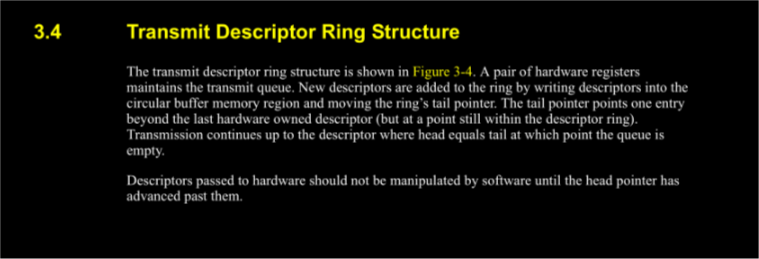 3.4 Transmit Descriptor Ring Structure
The transmit descriptor ring structure is shown in Figure 3-4. A pair of hardware registers
maintains the transmit queue. New descriptors are added to the ring by writing descriptors into the
circular buffer memory region and moving the ring's tail pointer. The tail pointer points one entry
beyond the last hardware owned descriptor (but at a point still within the descriptor ring).
Transmission continues up to the descriptor where head equals tail at which point the queue is
empty.
Descriptors passed to hardware should not be manipulated by software until the head pointer has
advanced past them.